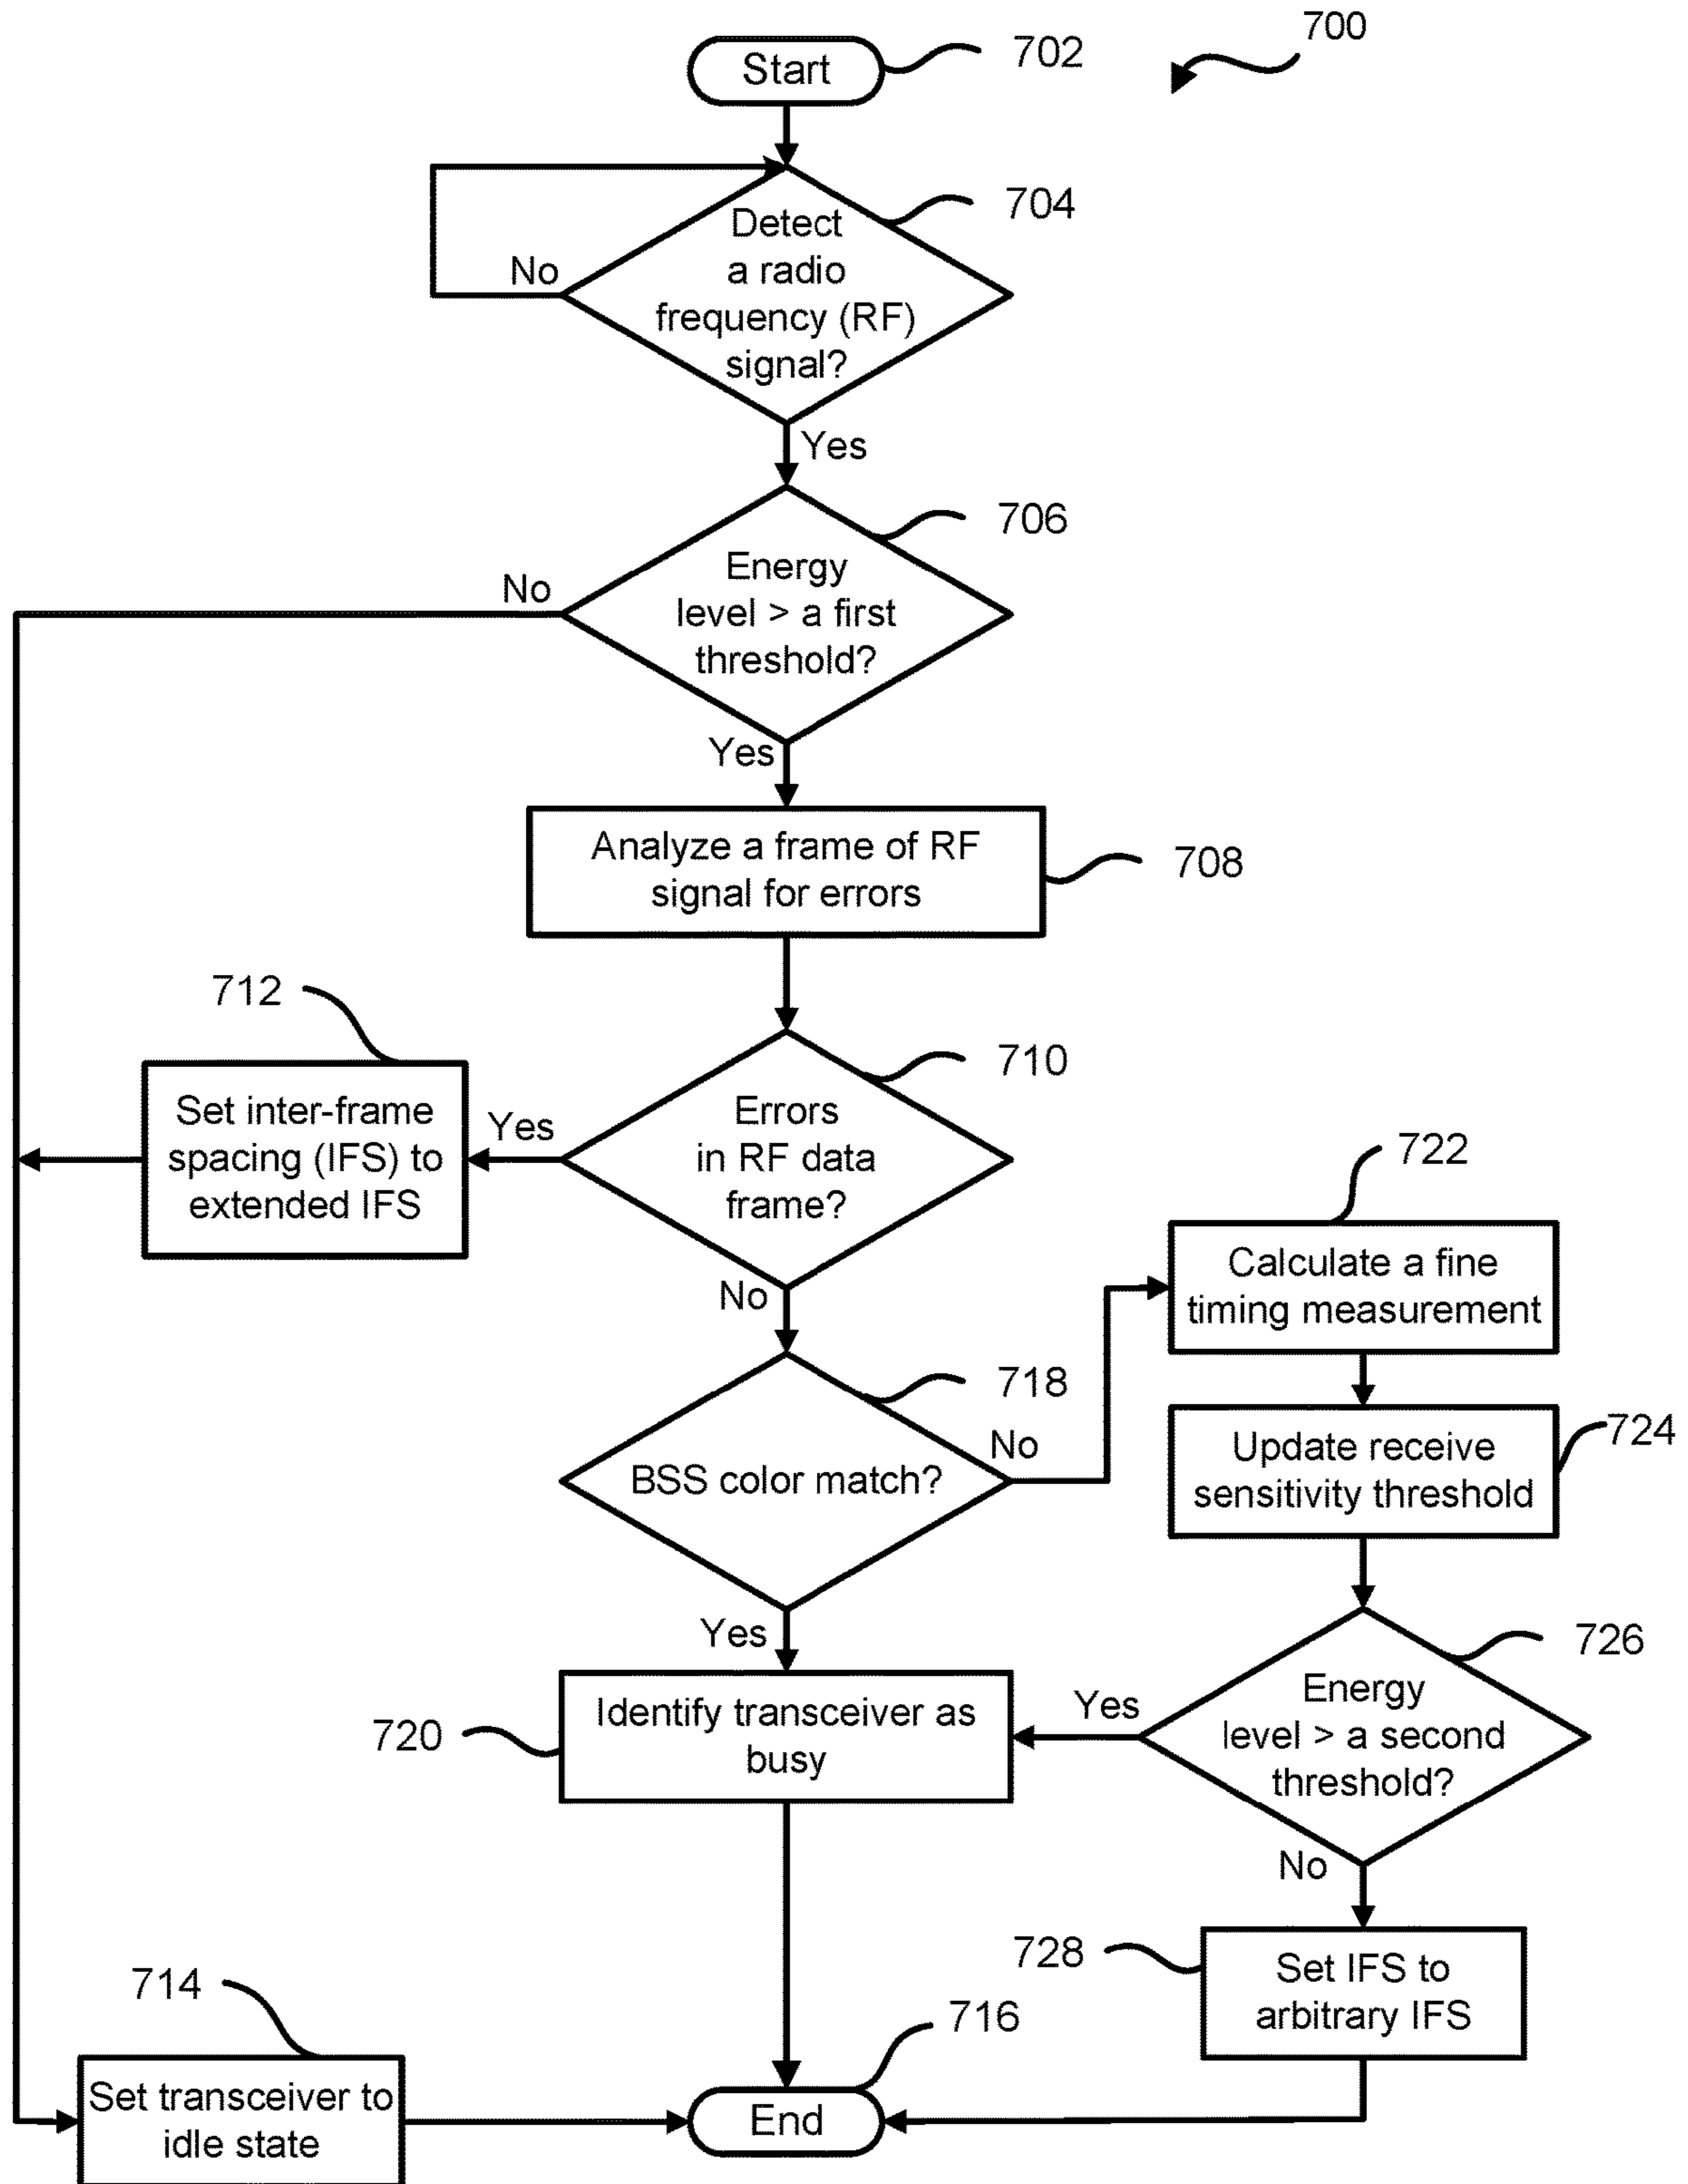 700
Start
702
Detect
a radio
frequency (RF)
signal?
704
No
Yes
Energy
level > a first
threshold?
706
No
Yes
Analyze a frame of RF
signal for errors
708
Errors
in RF data
frame?
710
Yes
712
Set inter-frame
spacing (IFS) to
extended IFS
No
BSS color match?
718
No
722
Calculate a fine
timing measurement
724
Update receive
sensitivity threshold
Yes
720
Identify transceiver as
busy
Yes
726
Energy
level > a second
threshold?
No
728
Set IFS to
arbitrary IFS
714
Set transceiver to
idle state
716
End